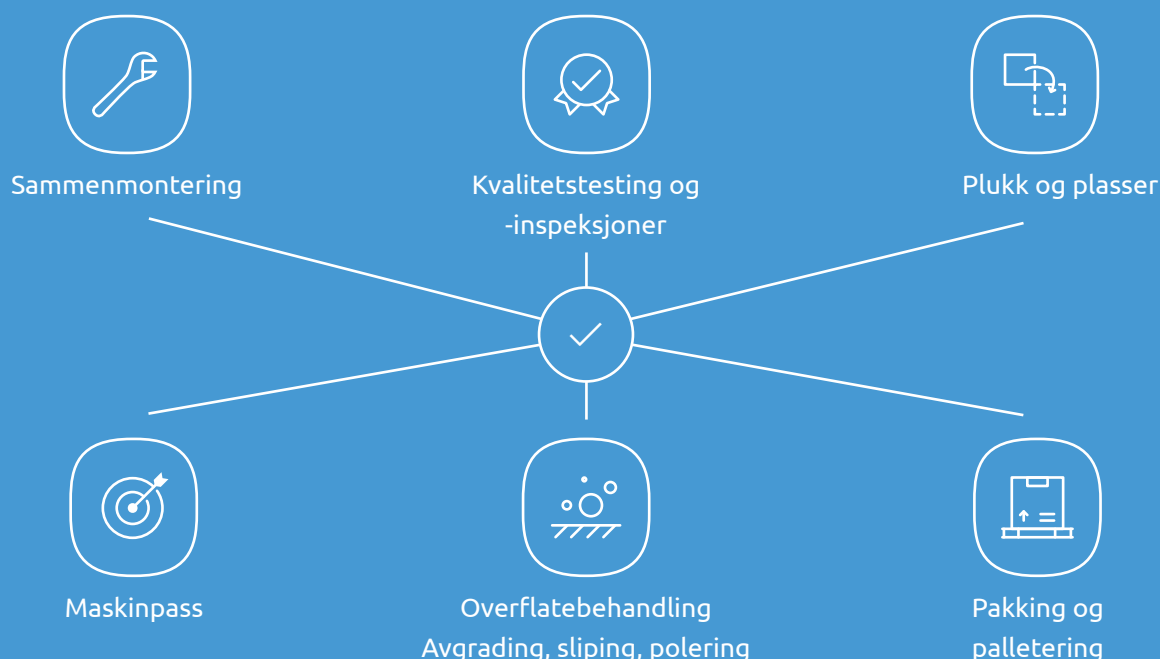 Sammenmontering
Kvalitetstesting og
-inspeksjoner
Plukk og plasser
Maskinpass
Overflatebehandling
Avgrading, sliping, polering
Pakking og
palletering